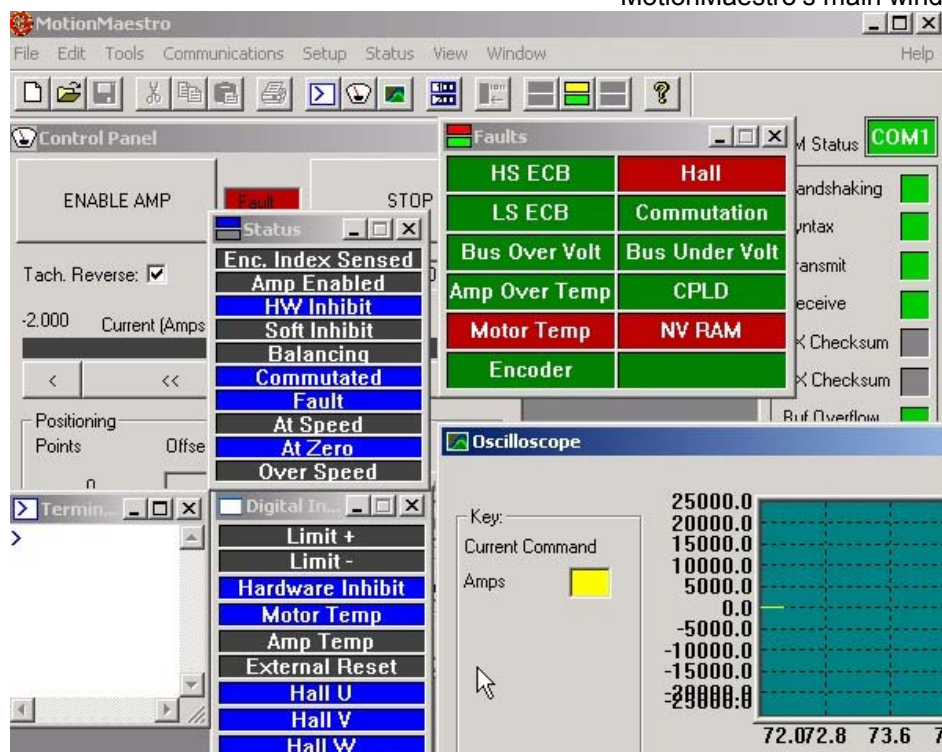 MotionMaestro's main wind
MotionMaestro
File Edit Tools Communications Setup Status View Window Help
Control Panel
ENABLE AMP
Fault
STOP
Tach. Reverse:
-2.000 Current (Amps
< <<
Positioning
Points Offse
0
Status
Enc. Index Sensed
Amp Enabled
HW Inhibit
Soft Inhibit
Balancing
Commutated
Fault
At Speed
At Zero
Over Speed
Faults
HS ECB Hall
LS ECB Commutation
Bus Over Volt Bus Under Volt
Amp Over Temp CPLD
Motor Temp NV RAM
Encoder
M Status COM1
andshaking
yntax
ransmit
eceive
X Checksum
X Checksum
Buf Overflow
Termin...
>
Digital In...
Limit +
Limit -
Hardware Inhibit
Motor Temp
Amp Temp
External Reset
Hall U
Hall V
Hall W
Oscilloscope
Key:
Current Command
Amps
25000.0
20000.0
15000.0
10000.0
5000.0
0.0
-5000.0
-10000.0
-15000.0
72.0 72.8 73.6 7